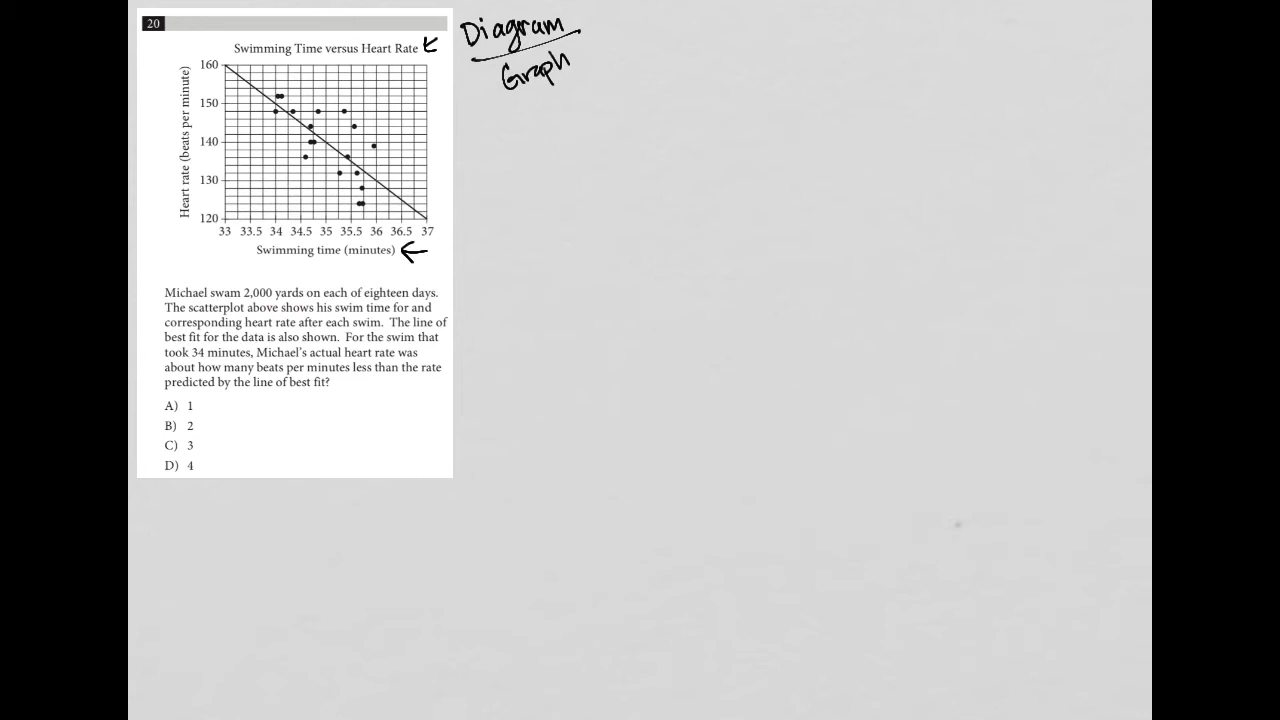 20
Diagram
Graph
Swimming Time versus Heart Rate
Heart rate (beats per minute)
160
150
140
130
120
33 33.5 34 34.5 35 35.5 36 36.5 37
Swimming time (minutes)
Michael swam 2,000 yards on each of eighteen days.
The scatterplot above shows his swim time for and
corresponding heart rate after each swim. The line of
best fit for the data is also shown. For the swim that
took 34 minutes, Michael's actual heart rate was
about how many beats per minutes less than the rate
predicted by the line of best fit?
A) 1
B) 2
C) 3
D) 4